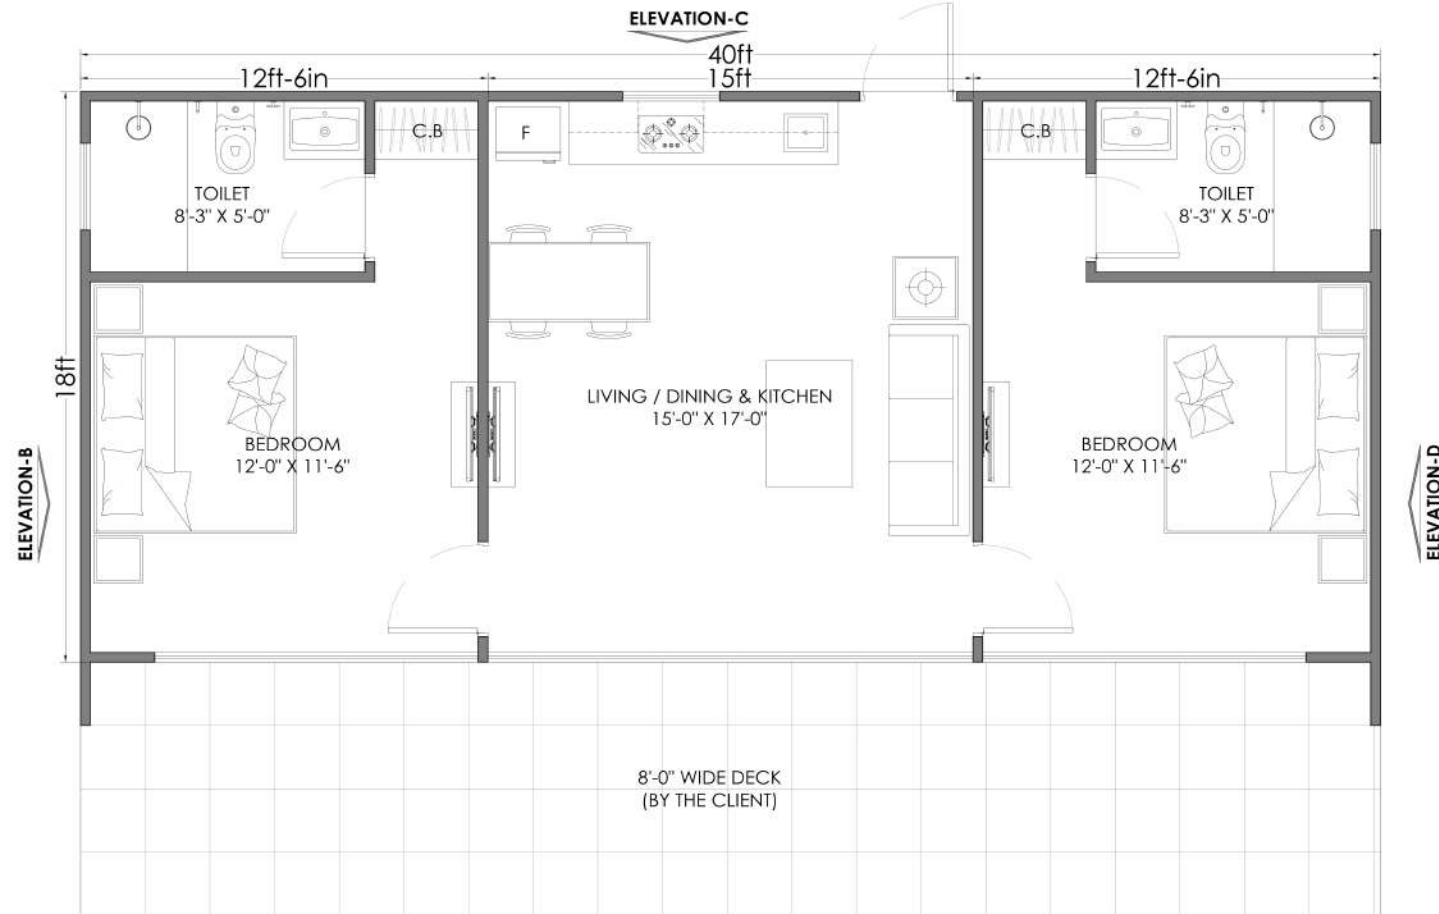 ELEVATION-C
40ft
12ft-6in
15ft
12ft-6in
C.B
F
C.B
TOILET
8'-3" X 5'-0"
TOILET
8'-3" X 5'-0"
18ft
LIVING / DINING & KITCHEN
15'-0" X 17'-0"
BEDROOM
12'-0" X 11'-6"
BEDROOM
12'-0" X 11'-6"
ELEVATION-B
ELEVATION-D
8'-0" WIDE DECK
(BY THE CLIENT)